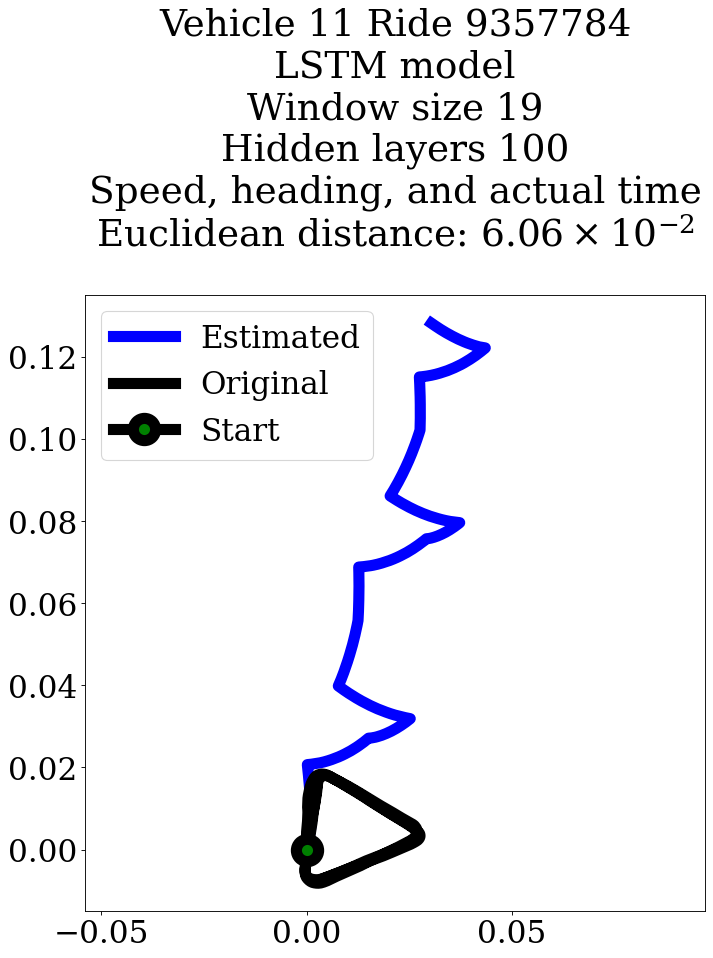 Vehicle 11 Ride 9357784
LSTM model
Window size 19
Hidden layers 100
Speed, heading, and actual time
Euclidean distance: 6.06 × 10⁻²
Estimated
Original
Start
0.12
0.10
0.08
0.06
0.04
0.02
0.00
−0.05 0.00 0.05